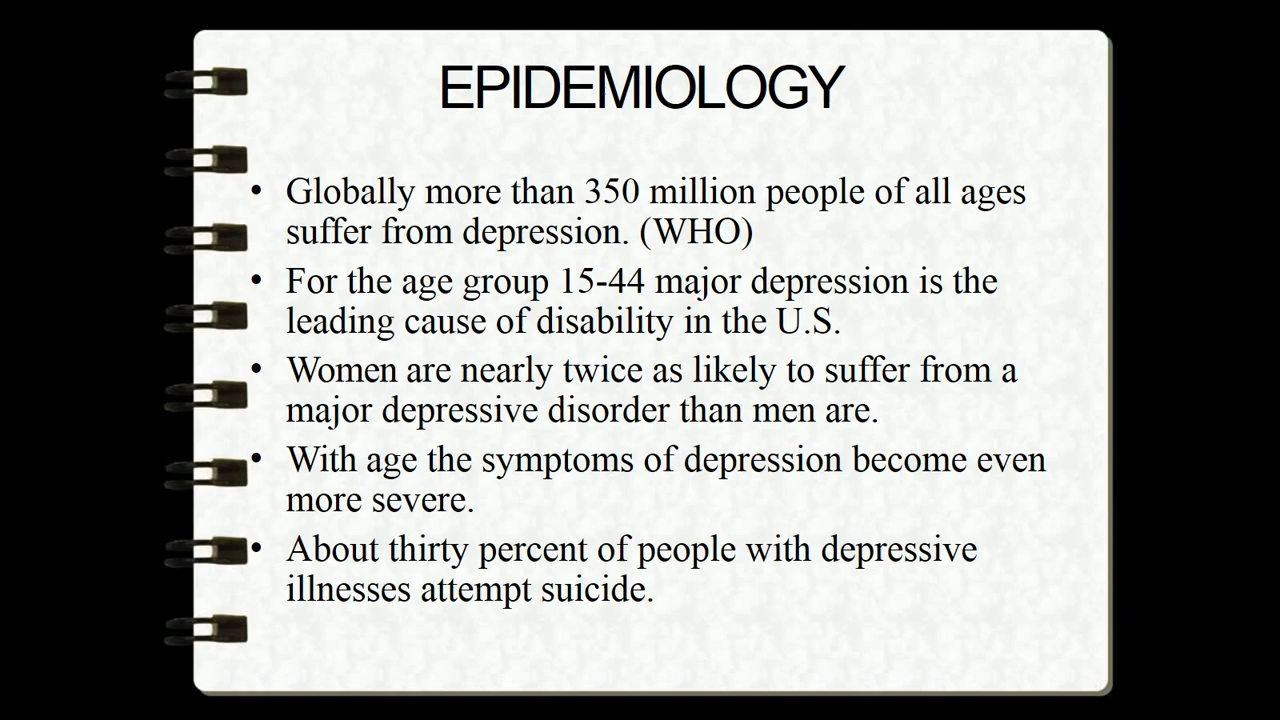 EPIDEMIOLOGY
• Globally more than 350 million people of all ages
suffer from depression. (WHO)
• For the age group 15-44 major depression is the
leading cause of disability in the U.S.
• Women are nearly twice as likely to suffer from a
major depressive disorder than men are.
• With age the symptoms of depression become even
more severe.
• About thirty percent of people with depressive
illnesses attempt suicide.